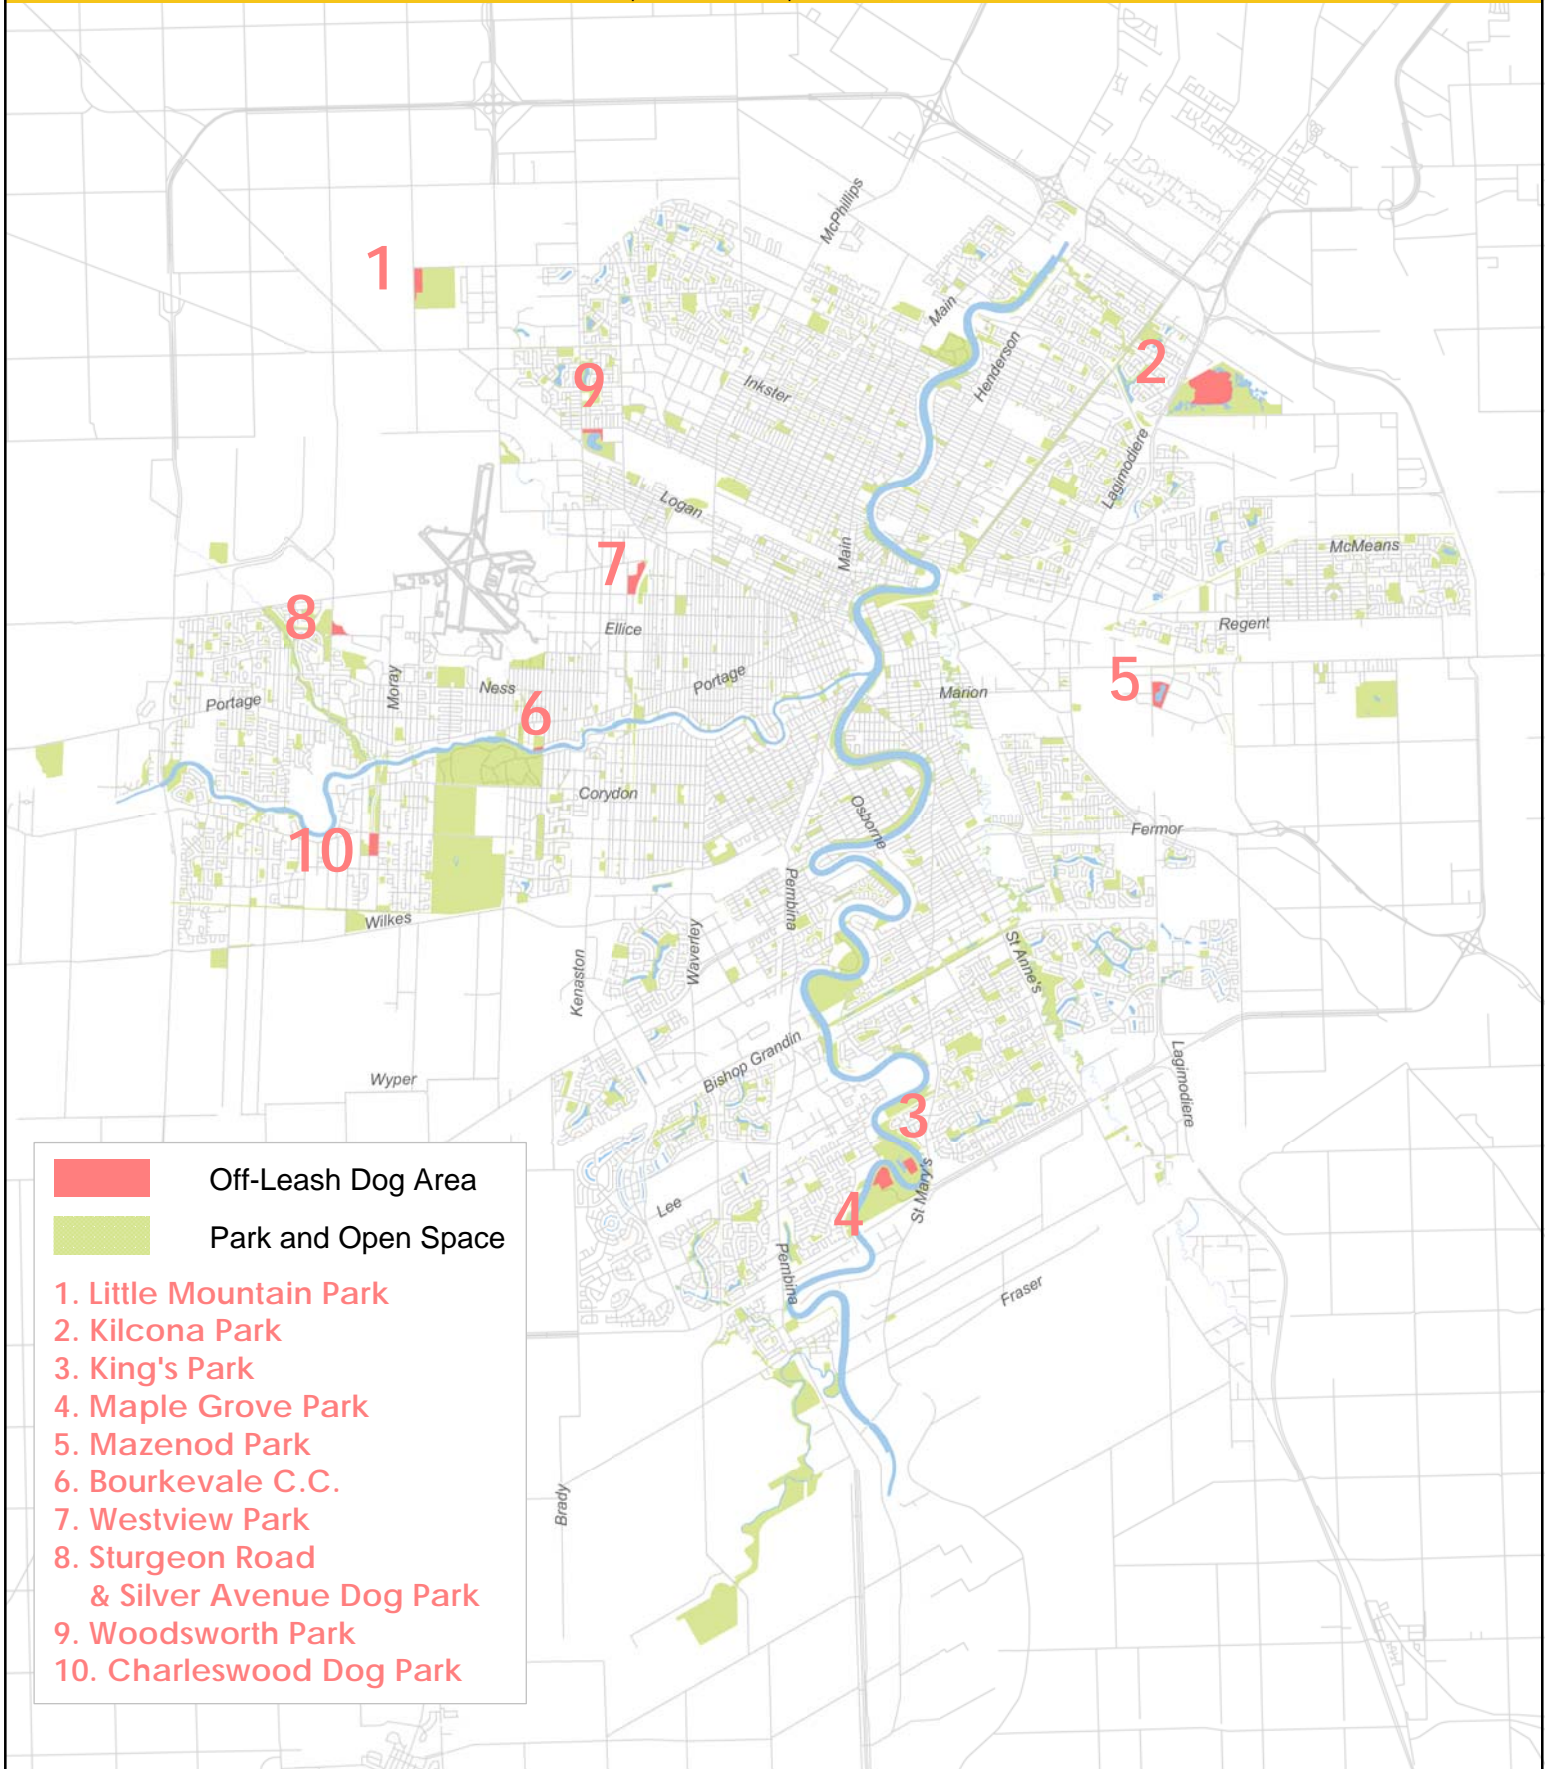 McPhillips
1
Main
2
Henderson
9
Inkster
Lagimodiere
Logan
Main
McMeans
7
8
Ellice
Regent
Portage
5
Moray
Ness
Marion
Portage
6
Corydon
Osborne
Fermor
10
Pembina
Wilkes
Waverley
St Anne's
Kenaston
Bishop Grandin
Lagimodiere
Wyper
3
St Mary's
4
Lee
Pembina
Fraser
Brady
Off-Leash Dog Area
Park and Open Space
1. Little Mountain Park
2. Kilcona Park
3. King's Park
4. Maple Grove Park
5. Mazenod Park
6. Bourkevale C.C.
7. Westview Park
8. Sturgeon Road
& Silver Avenue Dog Park
9. Woodsworth Park
10. Charleswood Dog Park